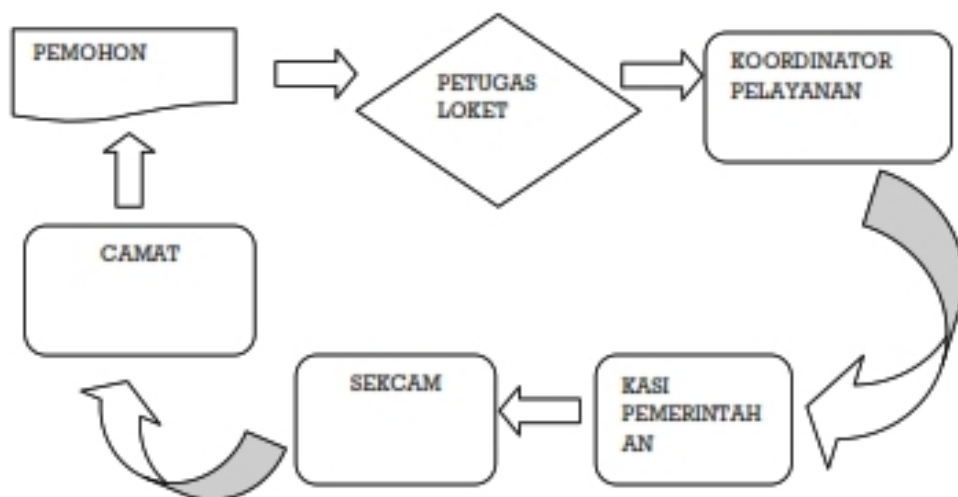 PEMOHON
PETUGAS
LOKET
KOORDINATOR
PELAYANAN
KASI
PEMERINTAH
AN
SEKCAM
CAMAT